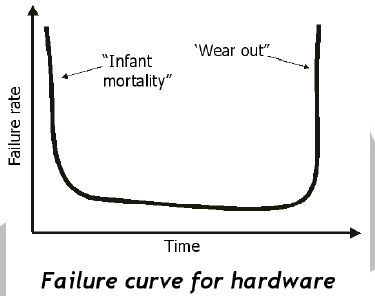 "Infant
mortality"
‘Wear out”
Failure rate
Time
Failure curve for hardware